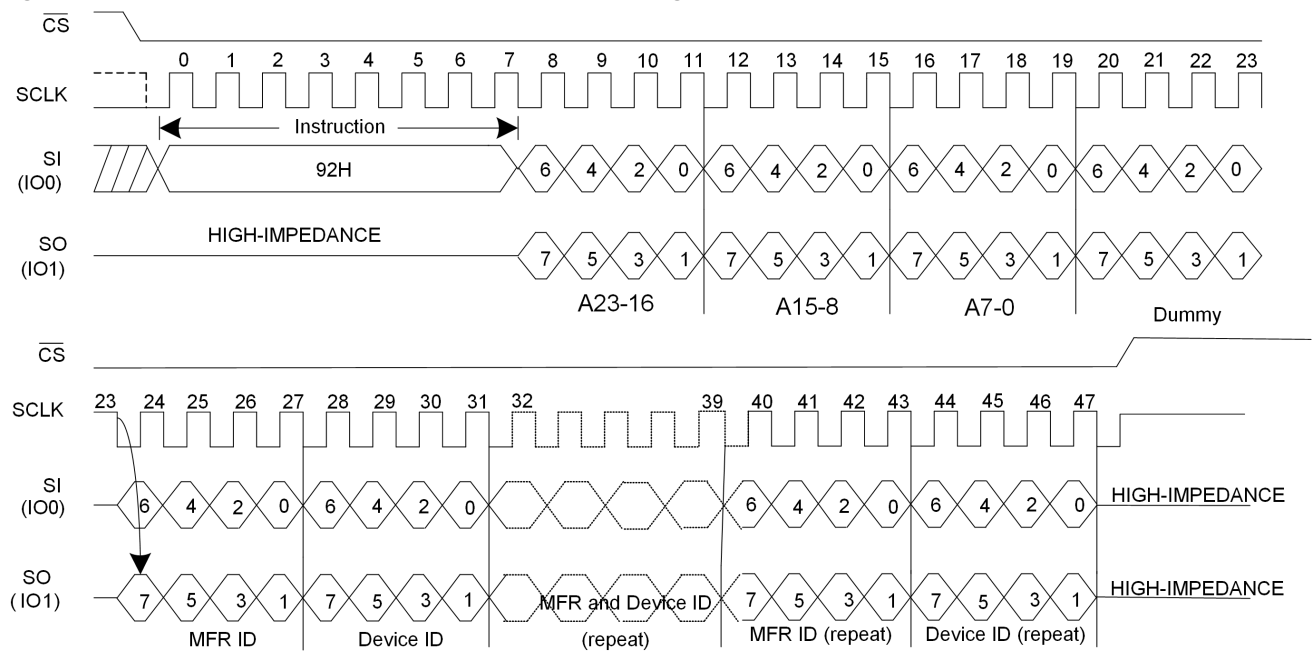 CS
0 1 2 3 4 5 6 7 8 9 10 11 12 13 14 15 16 17 18 19 20 21 22 23
SCLK
Instruction
SI
(IO0)
92H
6 4 2 0 6 4 2 0 6 4 2 0 6 4 2 0
HIGH-IMPEDANCE
SO
(IO1)
7 5 3 1 7 5 3 1 7 5 3 1 7 5 3 1
A23-16 A15-8 A7-0 Dummy
CS
23 24 25 26 27 28 29 30 31 32 39 40 41 42 43 44 45 46 47
SCLK
SI
(IO0)
6 4 2 0 6 4 2 0 6 4 2 0 6 4 2 0
HIGH-IMPEDANCE
SO
( IO1)
7 5 3 1 7 5 3 1 MFR and Device ID 7 5 3 1 7 5 3 1
HIGH-IMPEDANCE
MFR ID Device ID (repeat) MFR ID (repeat) Device ID (repeat)